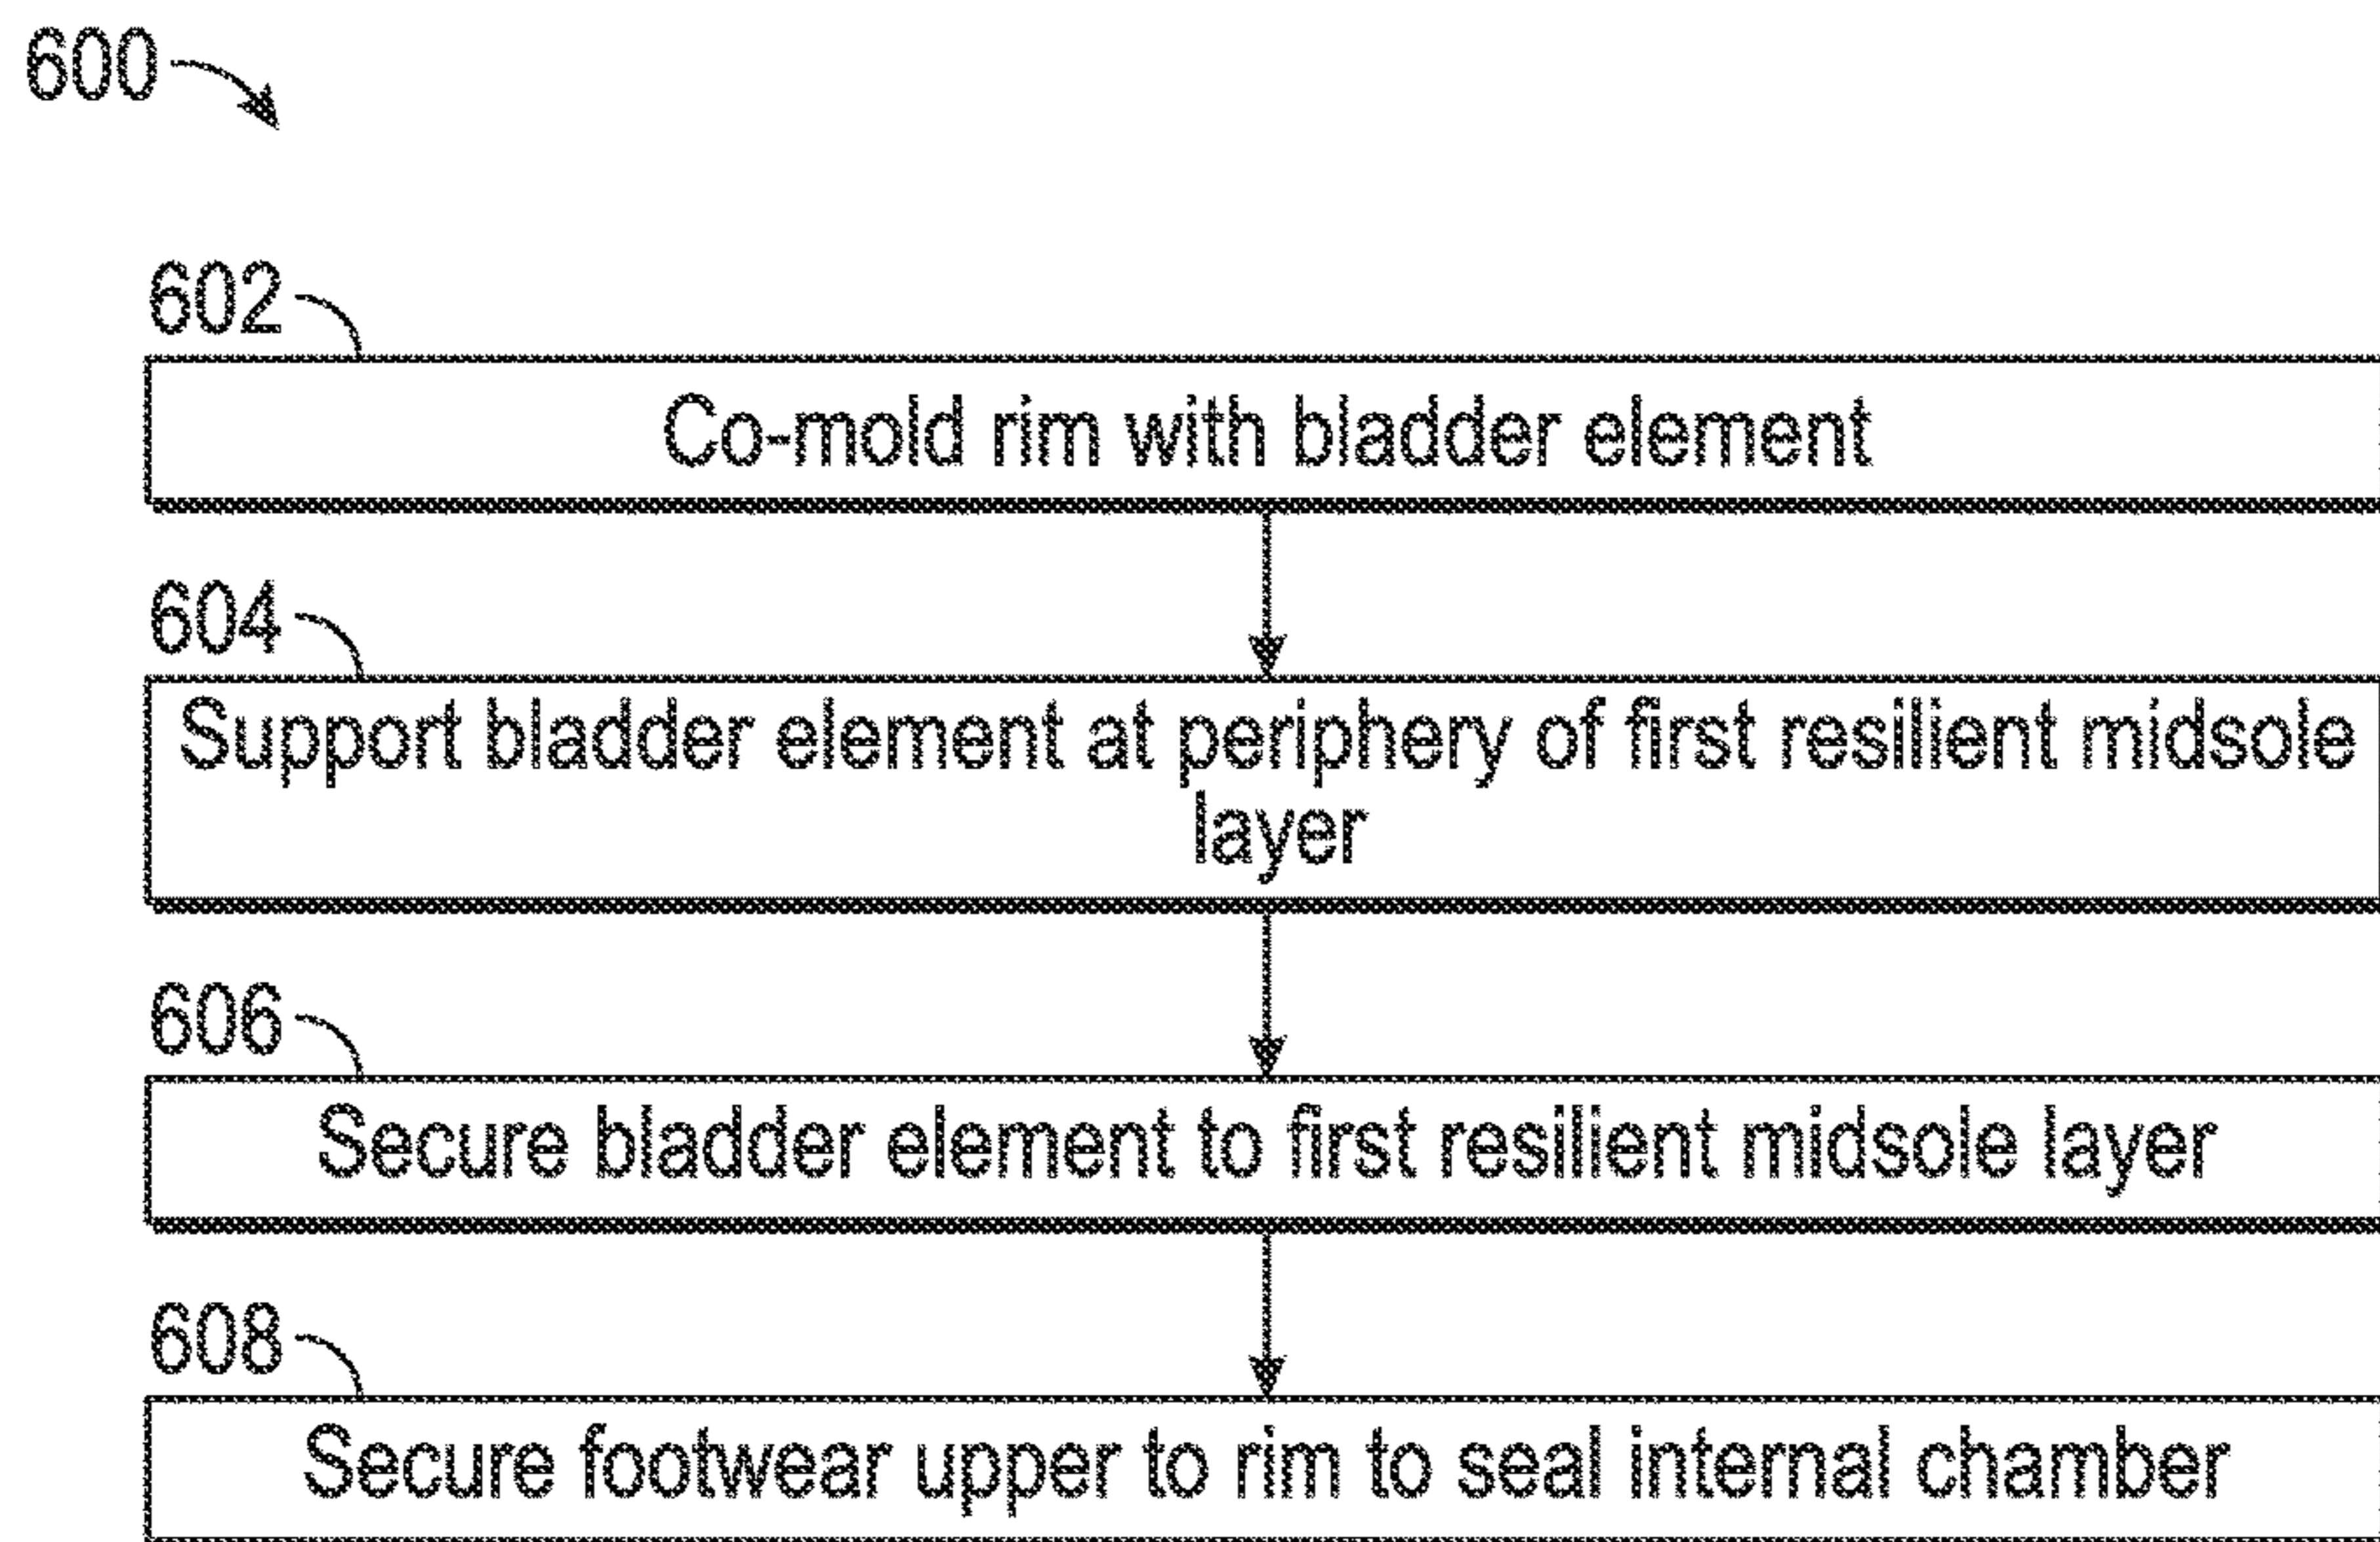 600
602
Co-mold rim with bladder element
604
Support bladder element at periphery of first resilient midsole
layer
606
Secure bladder element to first resilient midsole layer
608
Secure footwear upper to rim to seal internal chamber